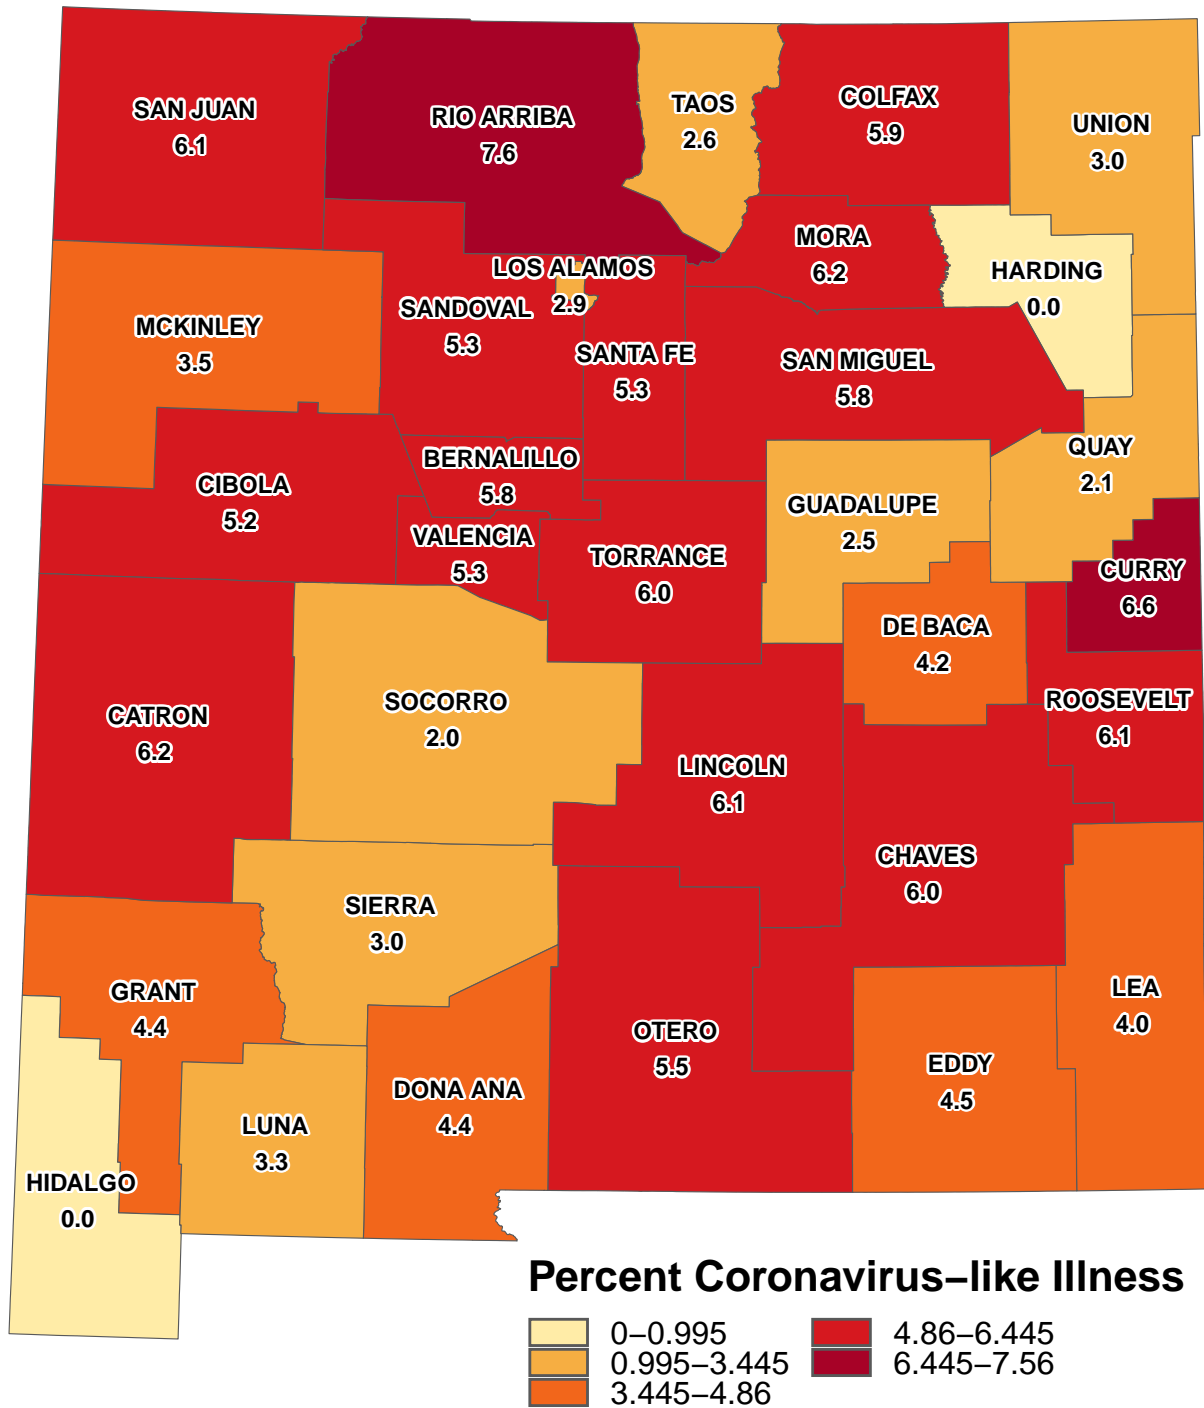 SAN JUAN
6.1
RIO ARRIBA
7.6
TAOS
2.6
COLFAX
5.9
UNION
3.0
MORA
6.2
HARDING
0.0
LOS ALAMOS
2.9
SANDOVAL
5.3
MCKINLEY
3.5
SANTA FE
5.3
SAN MIGUEL
5.8
QUAY
2.1
BERNALILLO
5.8
CIBOLA
5.2
GUADALUPE
2.5
VALENCIA
5.3
TORRANCE
6.0
CURRY
6.6
DE BACA
4.2
ROOSEVELT
6.1
SOCORRO
2.0
CATRON
6.2
LINCOLN
6.1
CHAVES
6.0
SIERRA
3.0
GRANT
4.4
LEA
4.0
OTERO
5.5
EDDY
4.5
DONA ANA
4.4
LUNA
3.3
HIDALGO
0.0
Percent Coronavirus–like Illness
0–0.995
0.995–3.445
3.445–4.86
4.86–6.445
6.445–7.56